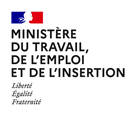 MINISTÈRE
DU TRAVAIL,
DE L'EMPLOI
ET DE L'INSERTION
Liberté
Égalité
Fraternité